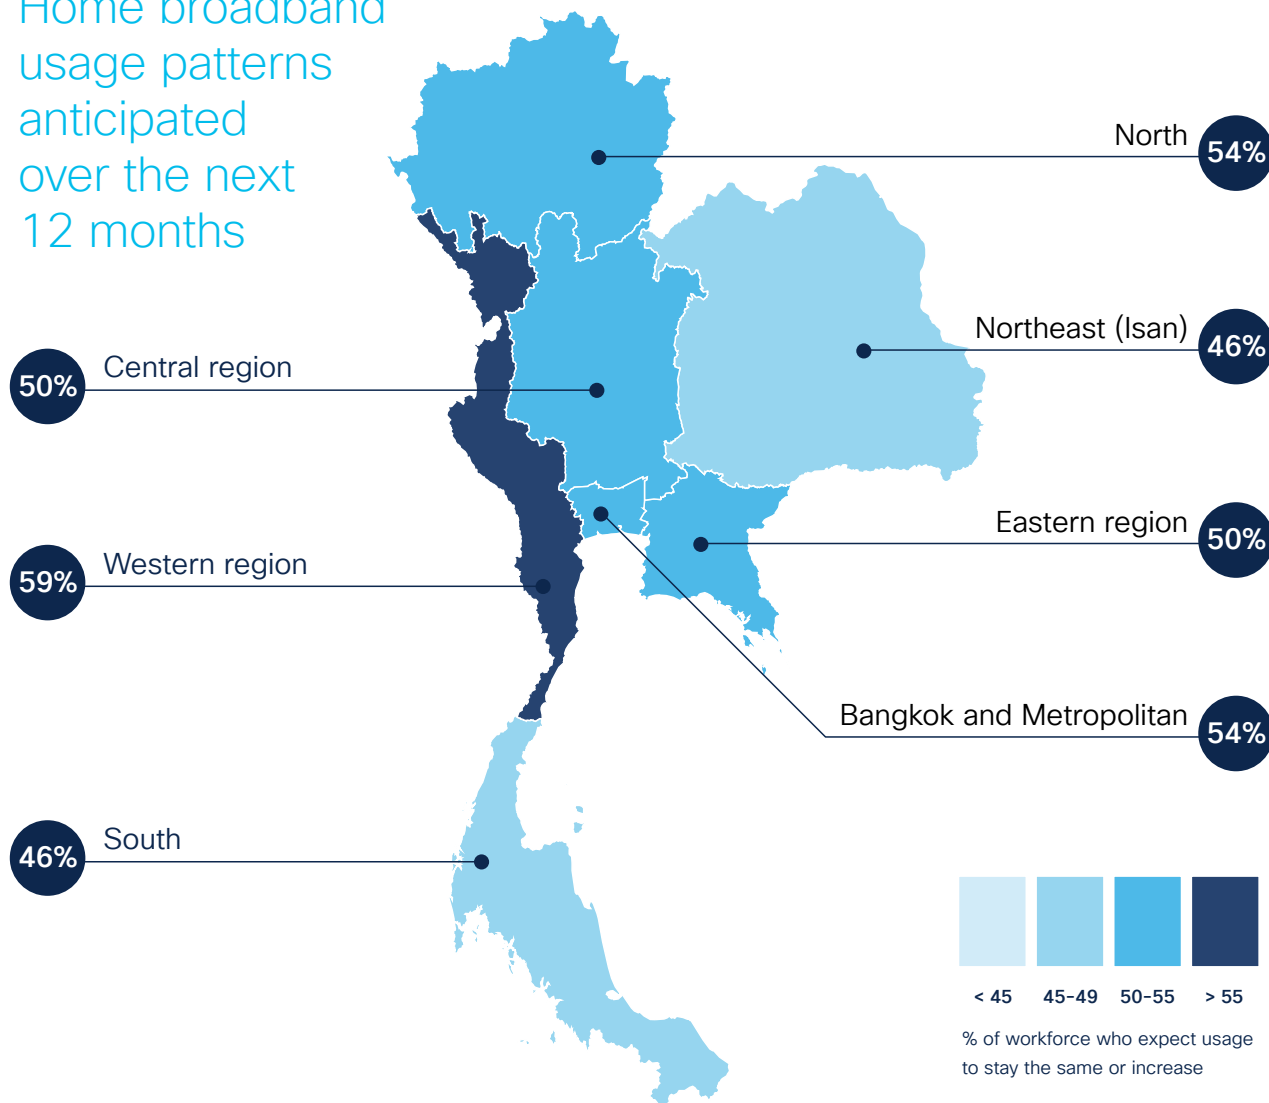 Home broadband
usage patterns
anticipated
over the next
12 months
North
54%
Northeast (Isan)
46%
Central region
50%
Eastern region
50%
Western region
59%
Bangkok and Metropolitan
54%
South
46%
< 45 45-49 50-55 > 55
% of workforce who expect usage
to stay the same or increase